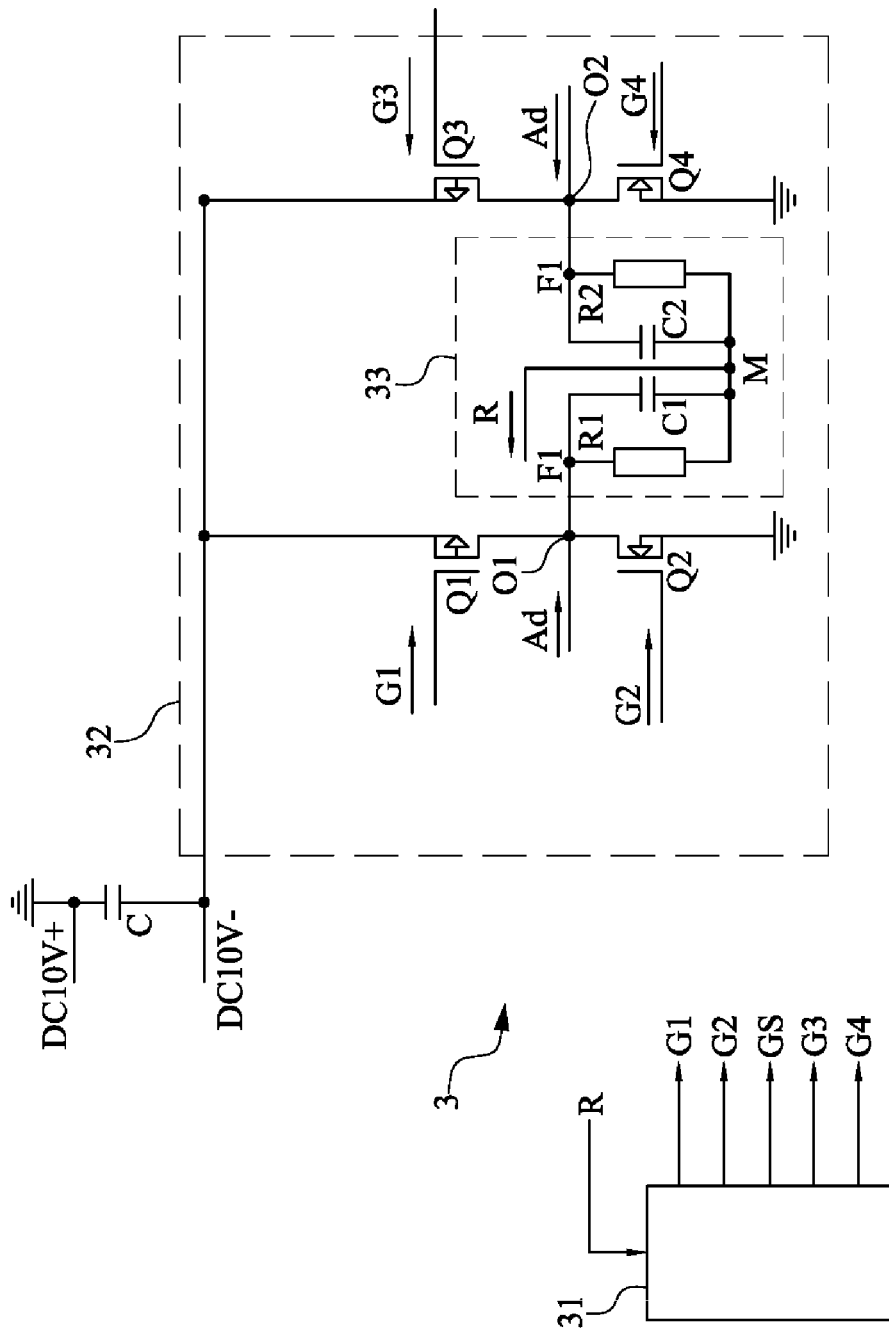 DC10V+
C
DC10V-
32
G3
Q3
O2
Ad
G4
Q4
33
R
F1
R2
C2
M
C1
R1
F1
G1
Q1
O1
Ad
G2
Q2
3
R
31
G1
G2
GS
G3
G4